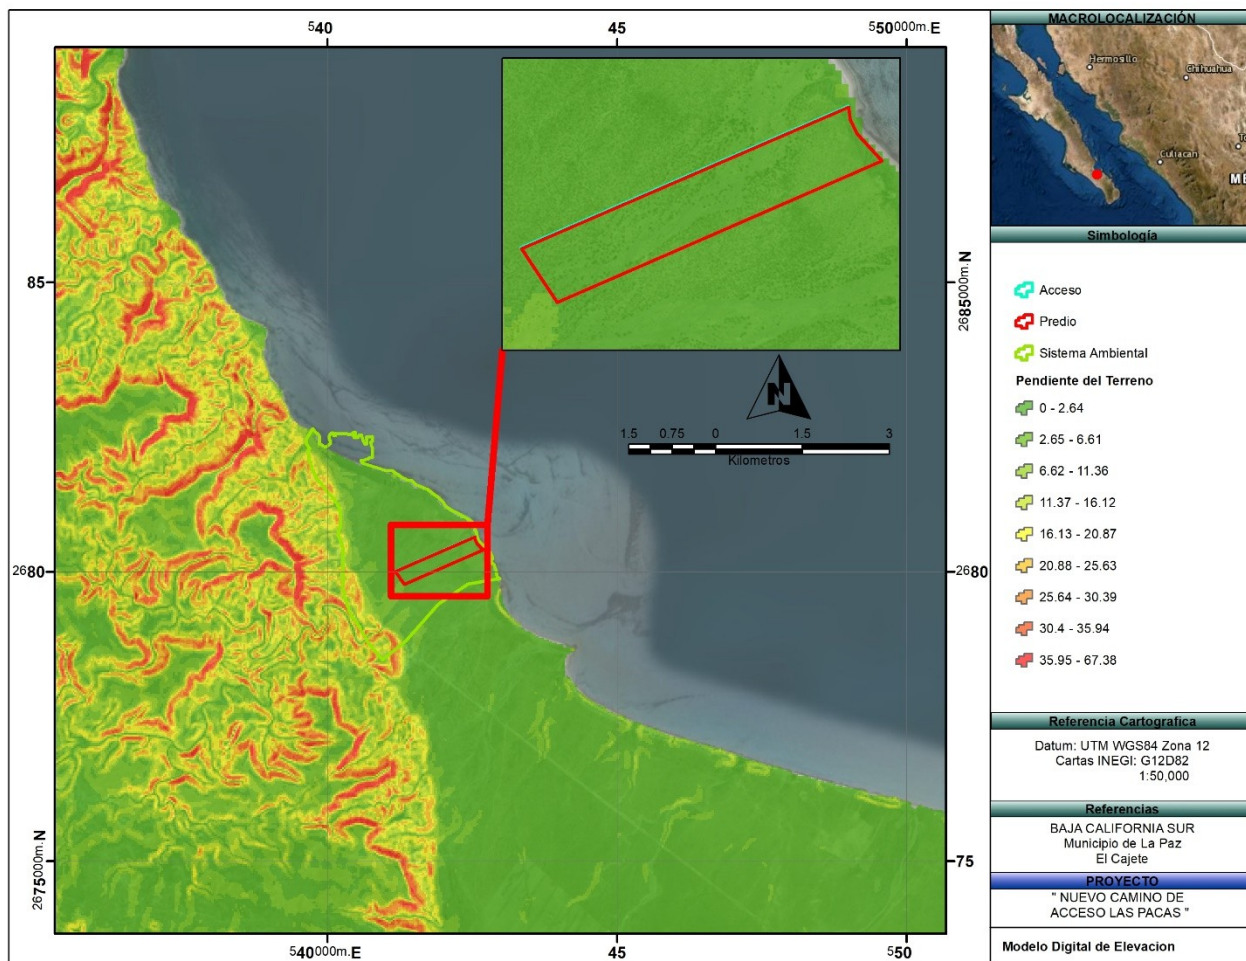 540
45
550000m.E
85
2685000m.N
2680
2680
2675000m.N
75
540000m.E
45
550
N
1.5 0.75 0 1.5 3
Kilometros
MACROLOCALIZACIÓN
Hermosillo
Chihuahua
Culiacan
Simbología
Acceso
Predio
Sistema Ambiental
Pendiente del Terreno
0 - 2.64
2.65 - 6.61
6.62 - 11.36
11.37 - 16.12
16.13 - 20.87
20.88 - 25.63
25.64 - 30.39
30.4 - 35.94
35.95 - 67.38
Referencia Cartografica
Datum: UTM WGS84 Zona 12
Cartas INEGI: G12D82
1:50,000
Referencias
BAJA CALIFORNIA SUR
Municipio de La Paz
El Cajete
PROYECTO
" NUEVO CAMINO DE
ACCESO LAS PACAS "
Modelo Digital de Elevacion